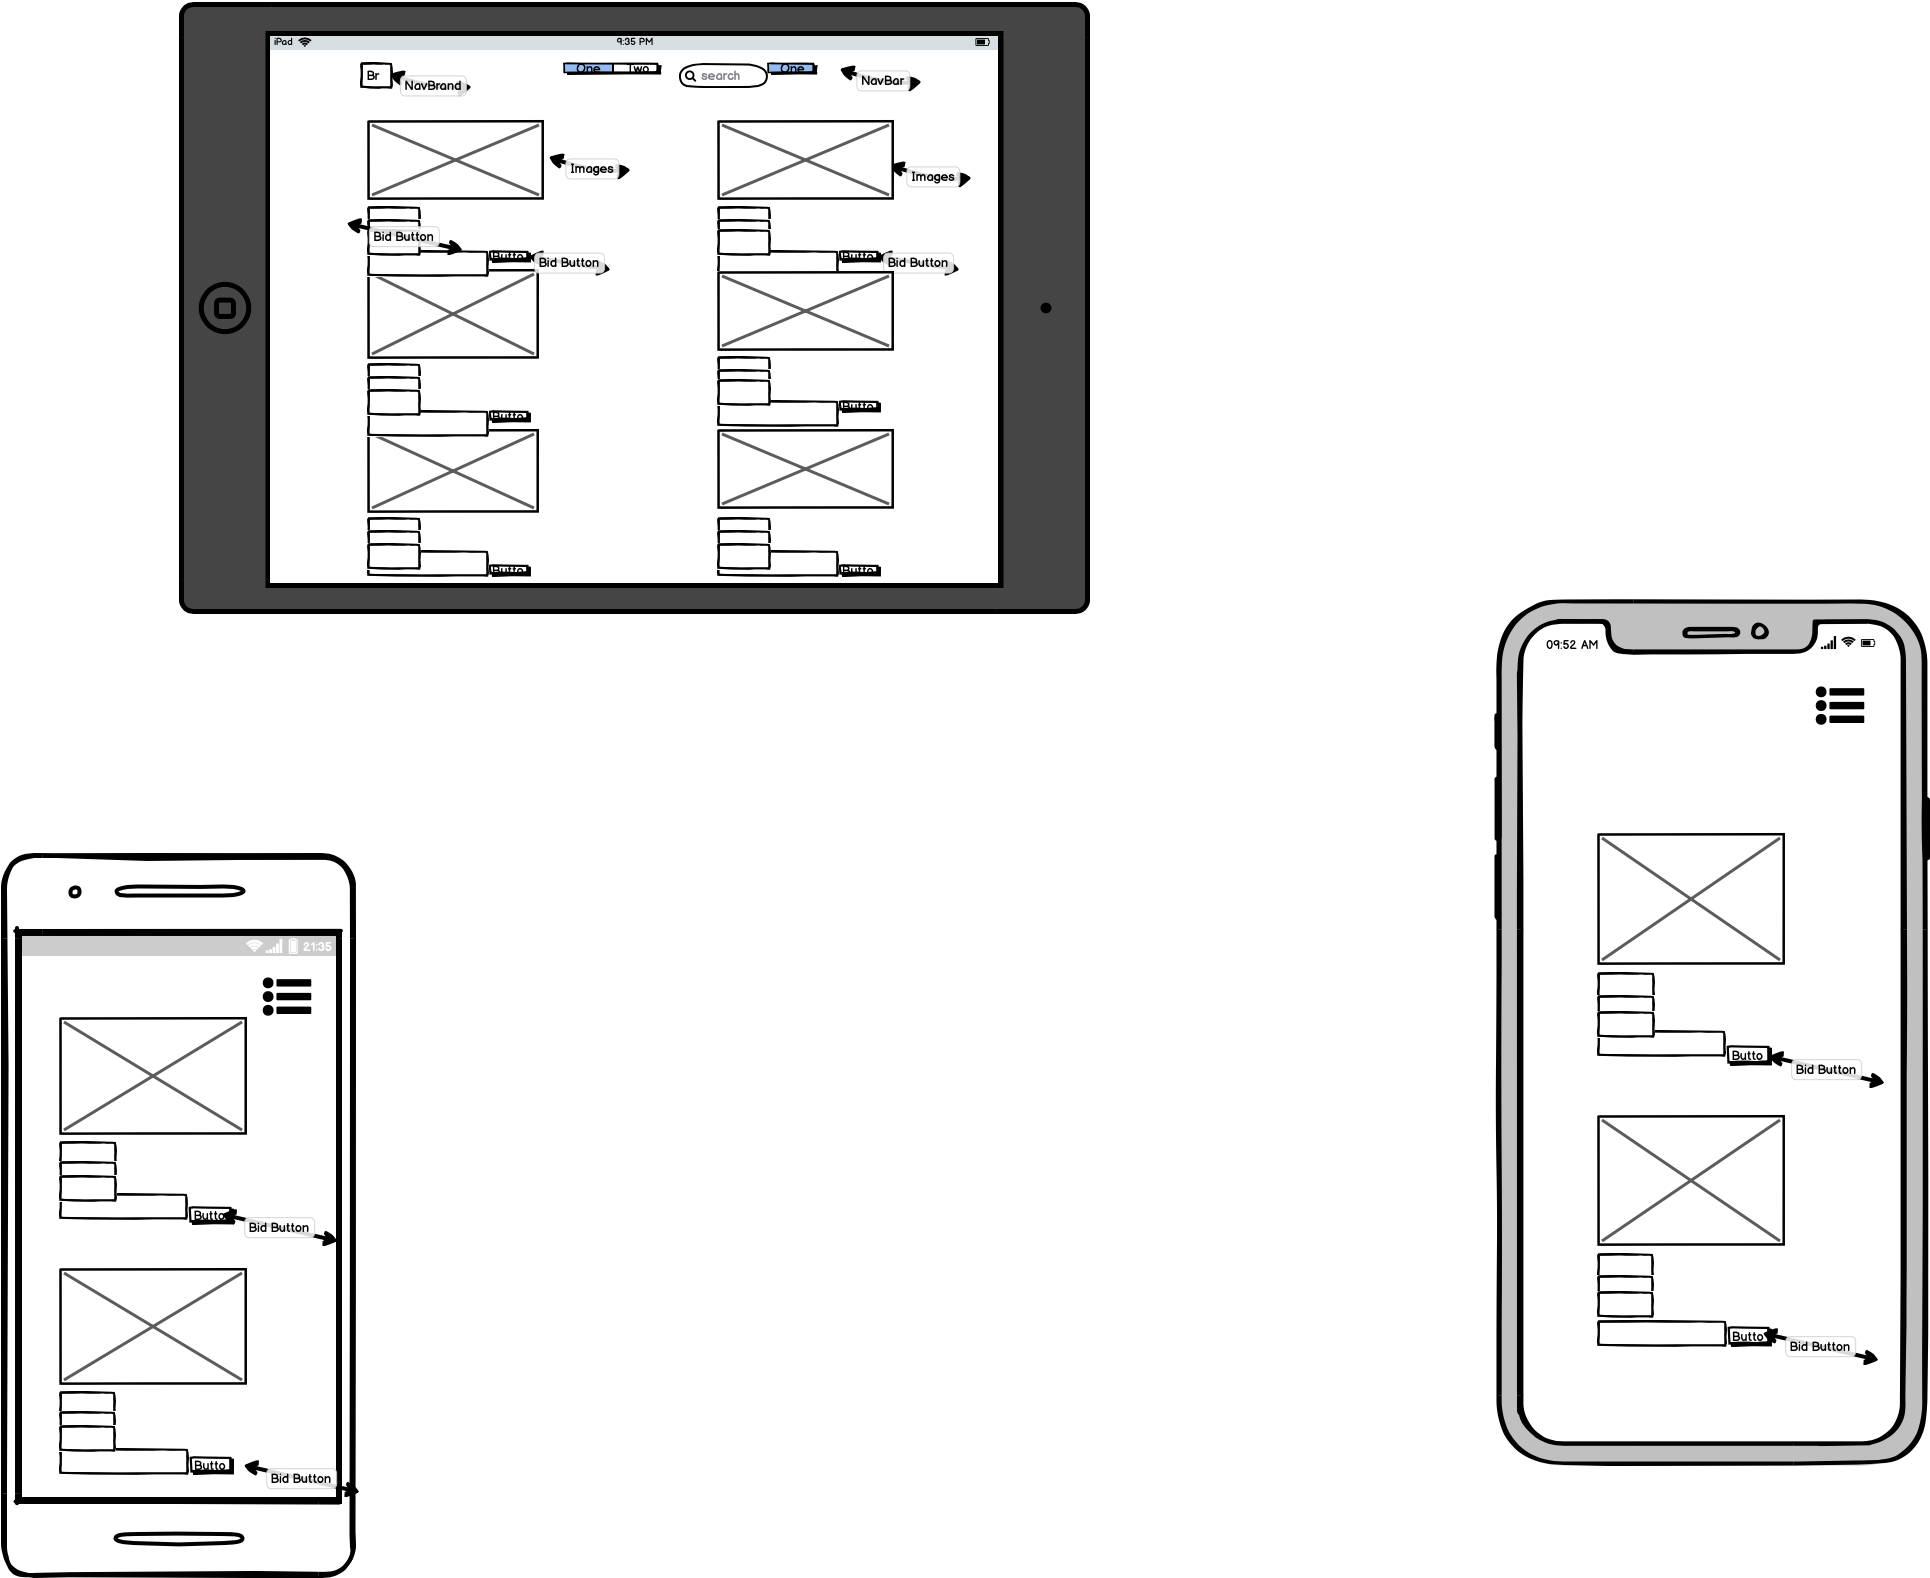 iPad 9:35 PM
Br NavBrand One Two search One NavBar
Images Images
Bid Button
Butto Bid Button Butto Bid Button
Butto Butto
Butto Butto
09:52 AM
Butto Bid Button
Butto Bid Button
21:35
Butto Bid Button
Butto Bid Button